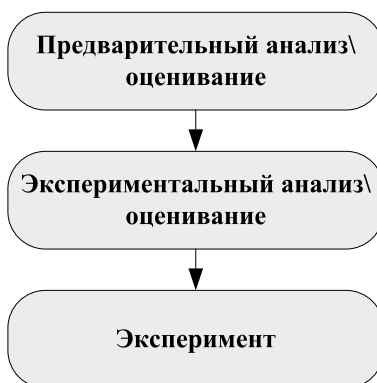 Предварительный анализ\
оценивание
Экспериментальный анализ\
оценивание
Эксперимент